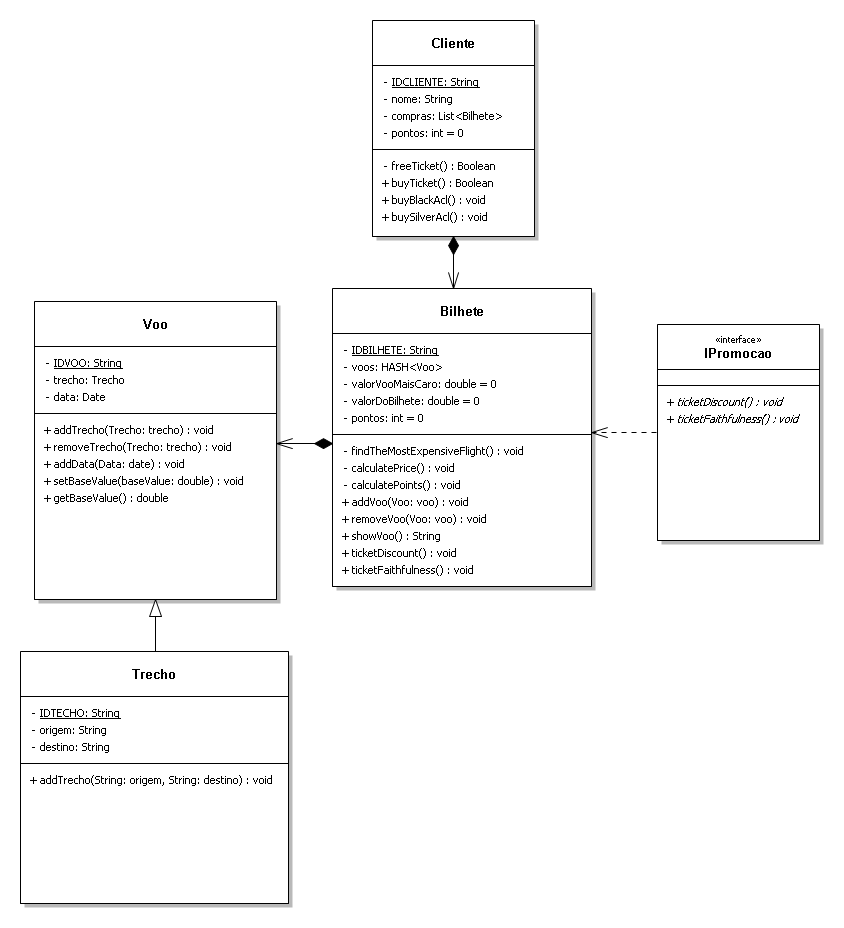 Cliente
- IDCLIENTE: String
- nome: String
- compras: List<Bilhete>
- pontos: int = 0
- freeTicket() : Boolean
+ buyTicket() : Boolean
+ buyBlackAcl() : void
+ buySilverAcl() : void
Voo
- IDVOO: String
- trecho: Trecho
- data: Date
+ addTrecho(Trecho: trecho) : void
+ removeTrecho(Trecho: trecho) : void
+ addData(Data: date) : void
+ setBaseValue(baseValue: double) : void
+ getBaseValue() : double
Bilhete
- IDBILHETE: String
- voos: HASH<Voo>
- valorVooMaisCaro: double = 0
- valorDoBilhete: double = 0
- pontos: int = 0
- findTheMostExpensiveFlight() : void
- calculatePrice() : void
- calculatePoints() : void
+ addVoo(Voo: voo) : void
+ removeVoo(Voo: voo) : void
+ showVoo() : String
+ ticketDiscount() : void
+ ticketFaithfulness() : void
«interface»
IPromocao
+ ticketDiscount() : void
+ ticketFaithfulness() : void
Trecho
- IDTECHO: String
- origem: String
- destino: String
+ addTrecho(String: origem, String: destino) : void